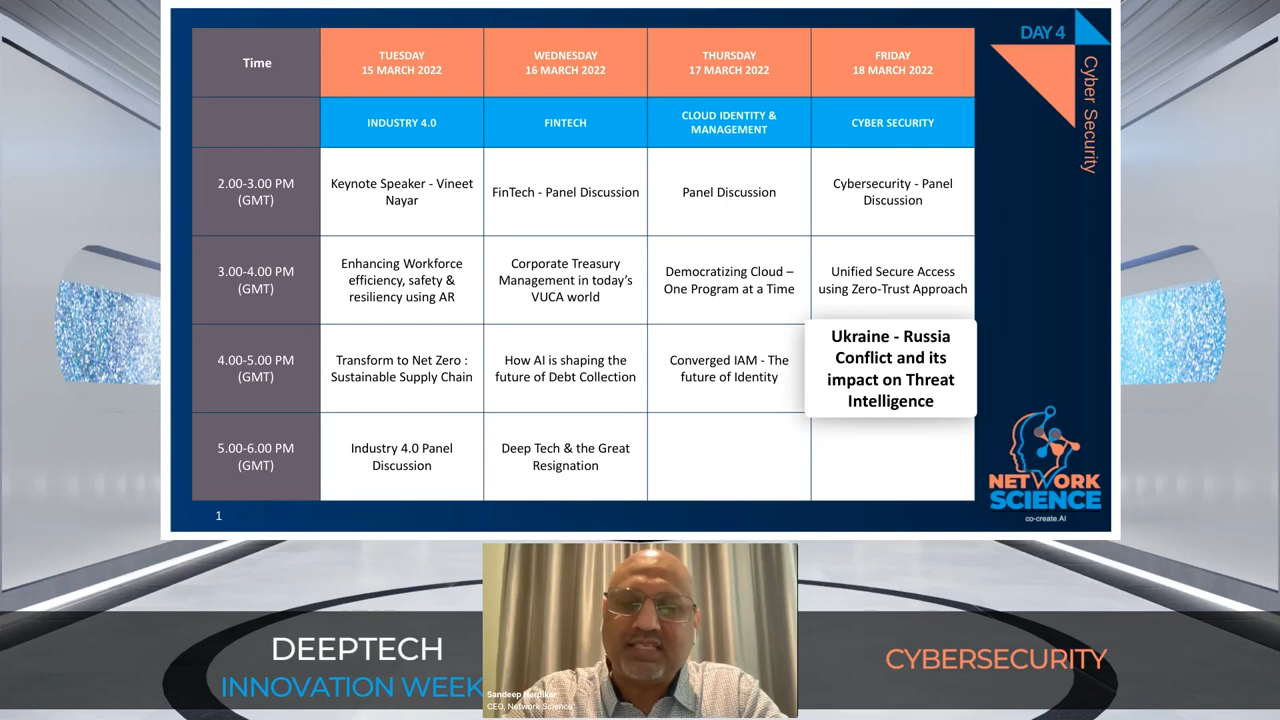 DAY 4
Cyber Security
Time
TUESDAY
15 MARCH 2022
WEDNESDAY
16 MARCH 2022
THURSDAY
17 MARCH 2022
FRIDAY
18 MARCH 2022
INDUSTRY 4.0
FINTECH
CLOUD IDENTITY &
MANAGEMENT
CYBER SECURITY
2.00-3.00 PM
(GMT)
Keynote Speaker - Vineet
Nayar
FinTech - Panel Discussion
Panel Discussion
Cybersecurity - Panel
Discussion
3.00-4.00 PM
(GMT)
Enhancing Workforce
efficiency, safety &
resiliency using AR
Corporate Treasury
Management in today's
VUCA world
Democratizing Cloud –
One Program at a Time
Unified Secure Access
using Zero-Trust Approach
4.00-5.00 PM
(GMT)
Transform to Net Zero :
Sustainable Supply Chain
How AI is shaping the
future of Debt Collection
Converged IAM - The
future of Identity
Ukraine - Russia
Conflict and its
impact on Threat
Intelligence
5.00-6.00 PM
(GMT)
Industry 4.0 Panel
Discussion
Deep Tech & the Great
Resignation
NETWORK
SCIENCE
co-create.AI
1
DEEPTECH
INNOVATION WEEK
Sandeep Hardikar
CEO, Network Science
CYBERSECURITY